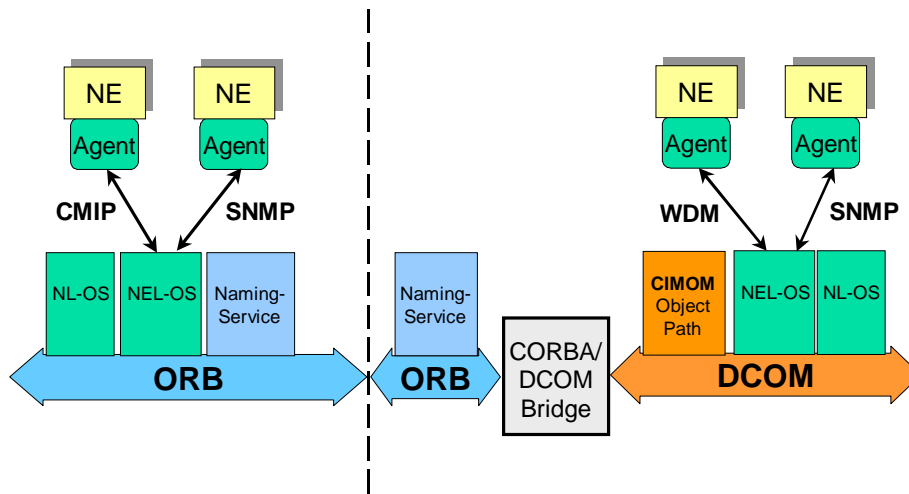 NE
NE
NE
NE
Agent
Agent
Agent
Agent
CMIP
SNMP
WDM
SNMP
NL-OS
NEL-OS
Naming-
Service
Naming-
Service
CIMOM
Object
Path
NEL-OS
NL-OS
ORB
ORB
CORBA/
DCOM
Bridge
DCOM